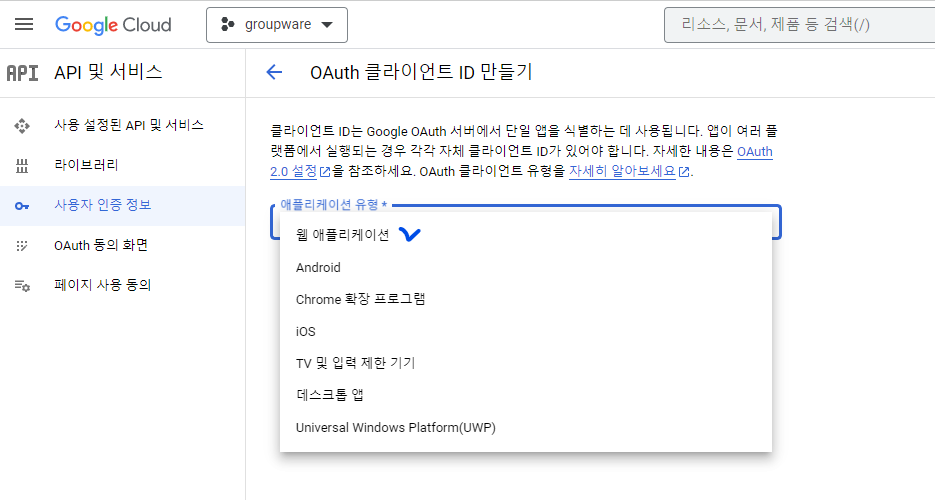 Google Cloud
groupware
리소스, 문서, 제품 등 검색(/)
API
API 및 서비스
OAuth 클라이언트 ID 만들기
사용 설정된 API 및 서비스
라이브러리
사용자 인증 정보
OAuth 동의 화면
페이지 사용 동의
클라이언트 ID는 Google OAuth 서버에서 단일 앱을 식별하는 데 사용됩니다. 앱이 여러 플
랫폼에서 실행되는 경우 각각 자체 클라이언트 ID가 있어야 합니다. 자세한 내용은 OAuth
2.0 설정을 참조하세요. OAuth 클라이언트 유형을 자세히 알아보세요.
애플리케이션 유형 *
웹 애플리케이션
Android
Chrome 확장 프로그램
iOS
TV 및 입력 제한 기기
데스크톱 앱
Universal Windows Platform(UWP)